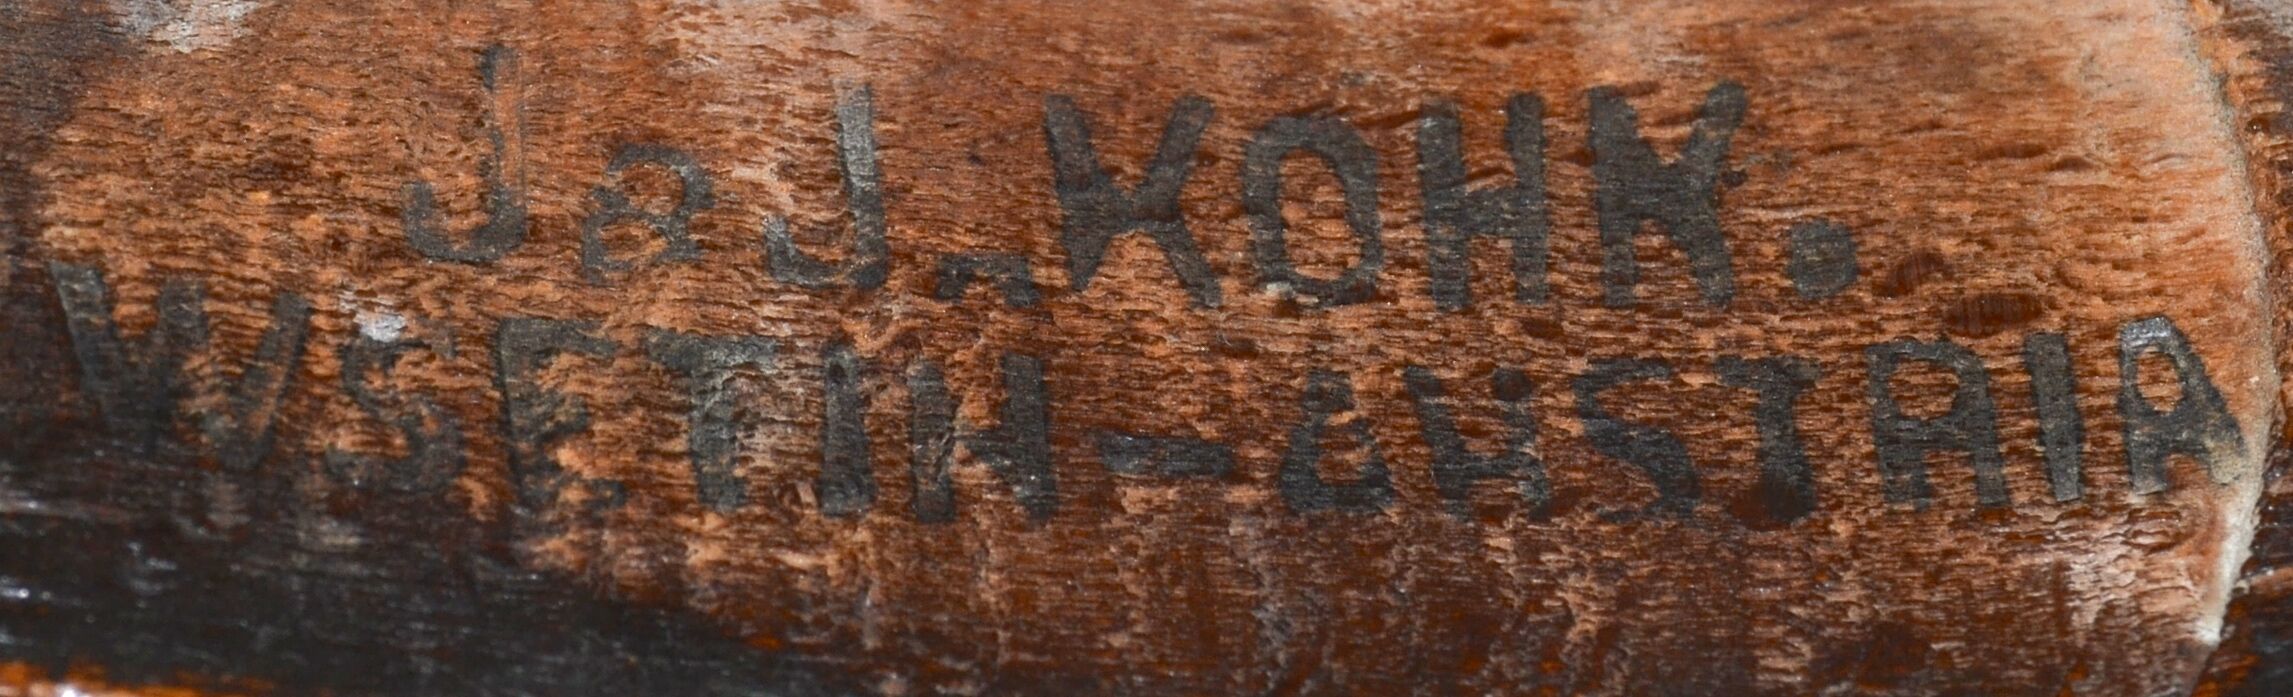 J & J. KOHN.
WSETIN-AUSTRIA